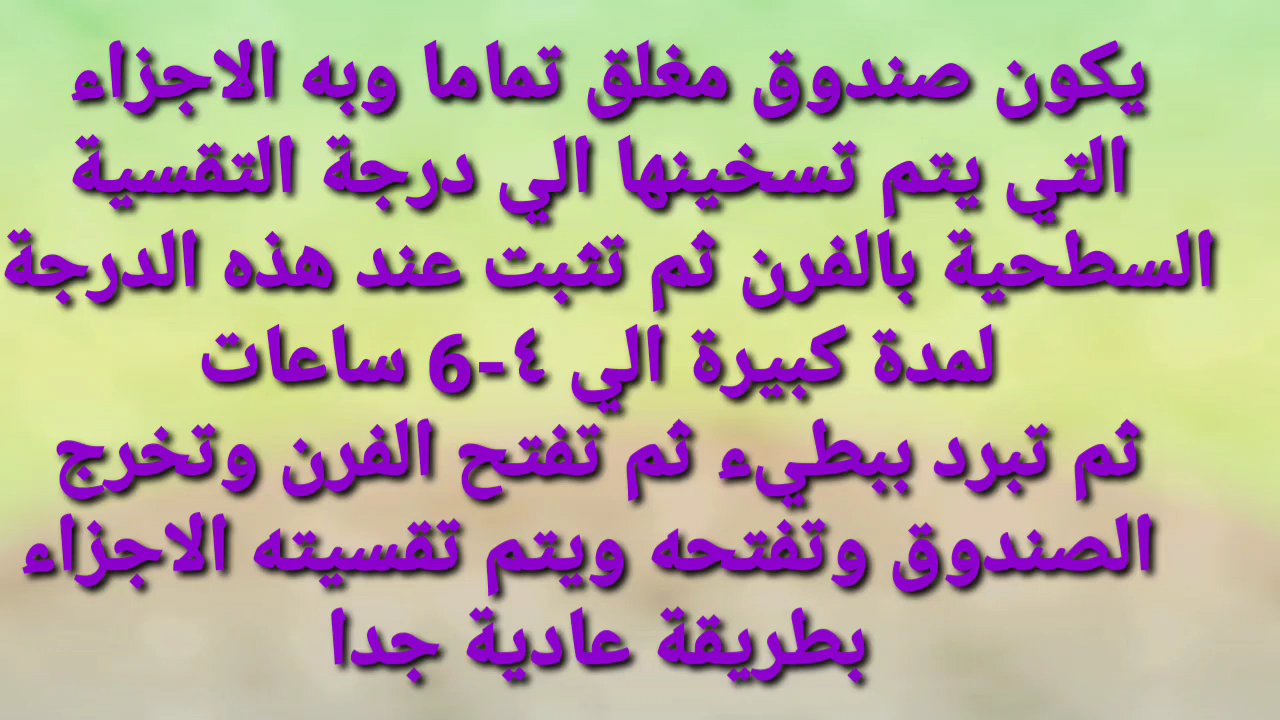 يكون صندوق مغلق تماما وبه الاجزاء
التي يتم تسخينها الي درجة التقسية
السطحية بالفرن ثم تثبت عند هذه الدرجة
لمدة كبيرة الي ٤-6 ساعات
ثم تبرد ببطيء ثم تفتح الفرن وتخرج
الصندوق وتفتحه ويتم تقسيته الاجزاء
بطريقة عادية جدا